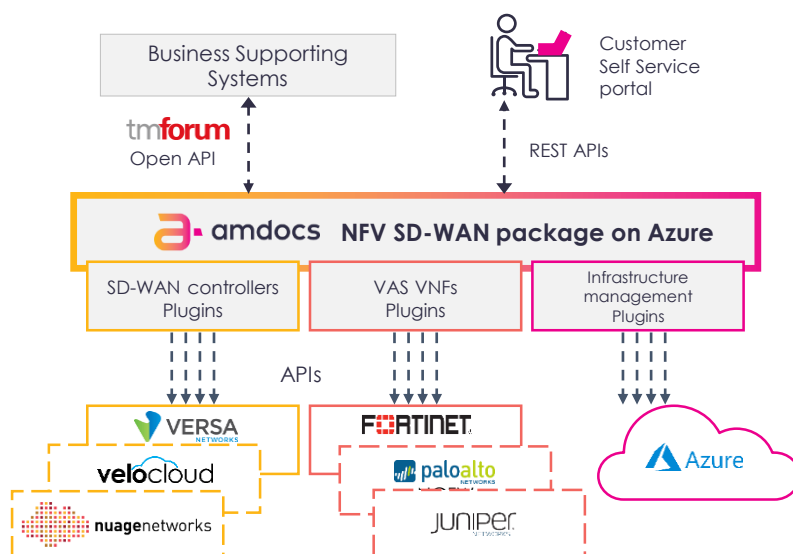 Business Supporting
Systems
Customer
Self Service
portal
tmforum
Open API
REST APIs
amdocs NFV SD-WAN package on Azure
SD-WAN controllers
Plugins
VAS VNFs
Plugins
Infrastructure
management
Plugins
APIs
VERSA
NETWORKS
FORTINET
velocloud
paloalto
NETWORKS
Azure
nuagenetworks
JUNIPER
NETWORKS